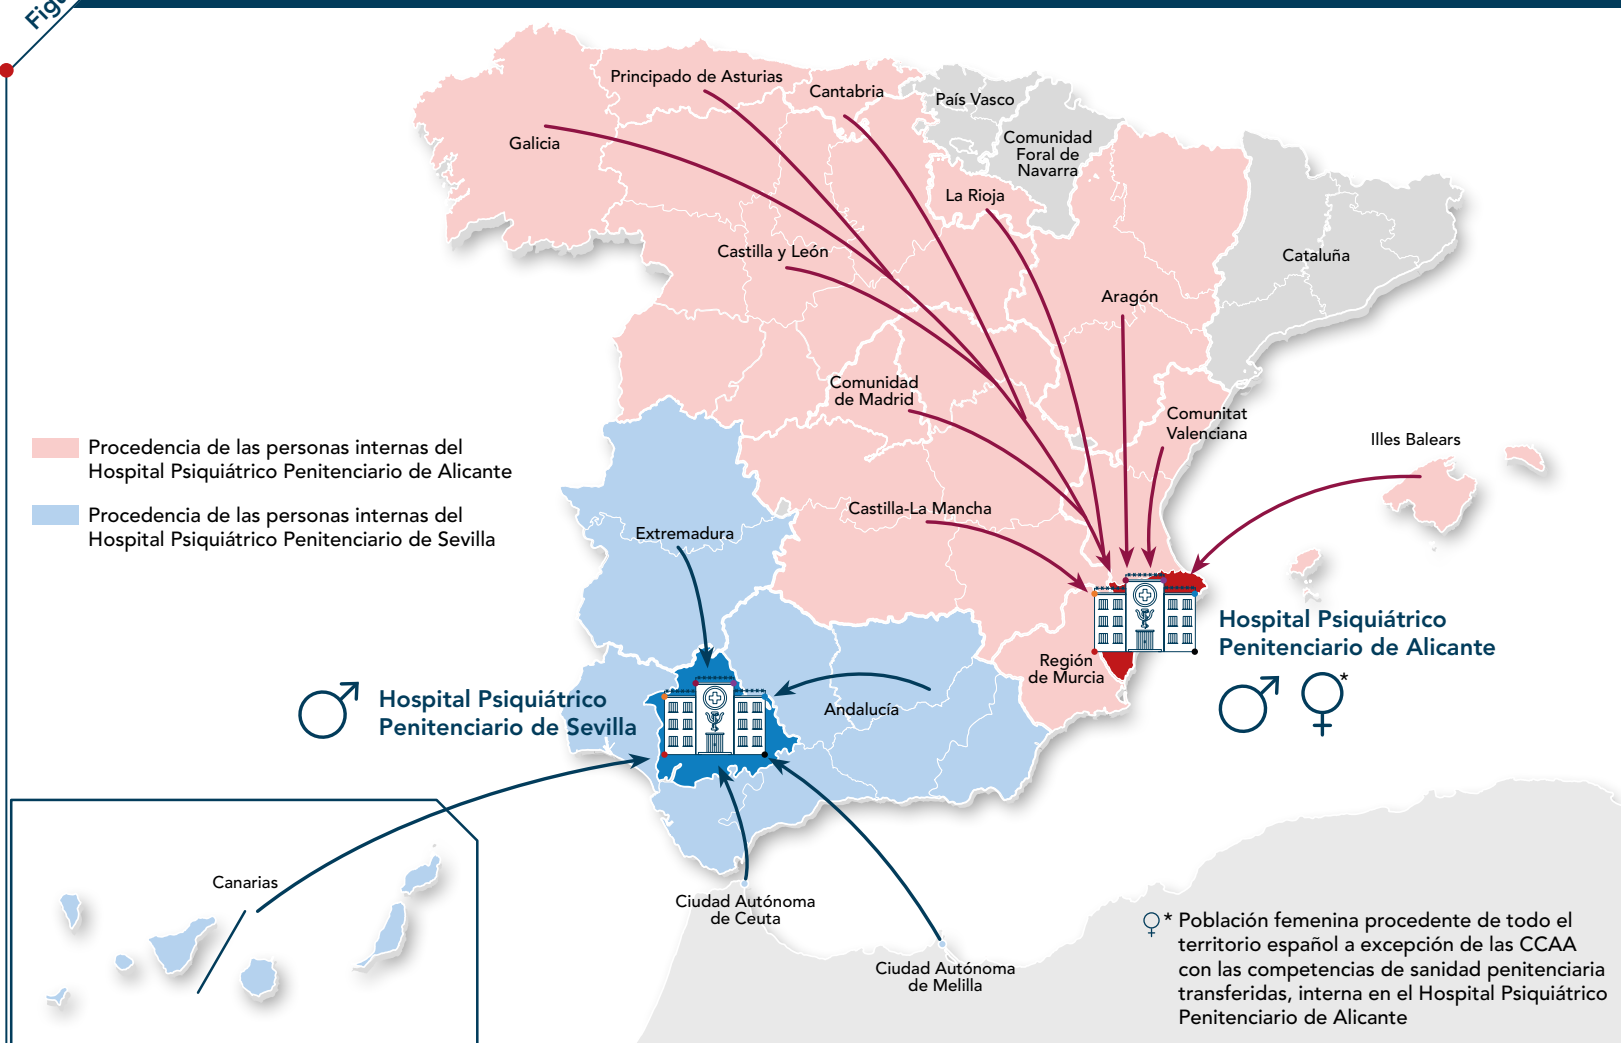 Principado de Asturias
Cantabria
País Vasco
Comunidad
Foral de
Navarra
Galicia
La Rioja
Castilla y León
Cataluña
Aragón
Comunidad
de Madrid
Comunitat
Valenciana
Illes Balears
Procedencia de las personas internas del
Hospital Psiquiátrico Penitenciario de Alicante
Procedencia de las personas internas del
Hospital Psiquiátrico Penitenciario de Sevilla
Castilla-La Mancha
Extremadura
Hospital Psiquiátrico
Penitenciario de Alicante
*
Región
de Murcia
Hospital Psiquiátrico
Penitenciario de Sevilla
Andalucía
Canarias
Ciudad Autónoma
de Ceuta
Ciudad Autónoma
de Melilla
♀* Población femenina procedente de todo el
territorio español a excepción de las CCAA
con las competencias de sanidad penitenciaria
transferidas, interna en el Hospital Psiquiátrico
Penitenciario de Alicante